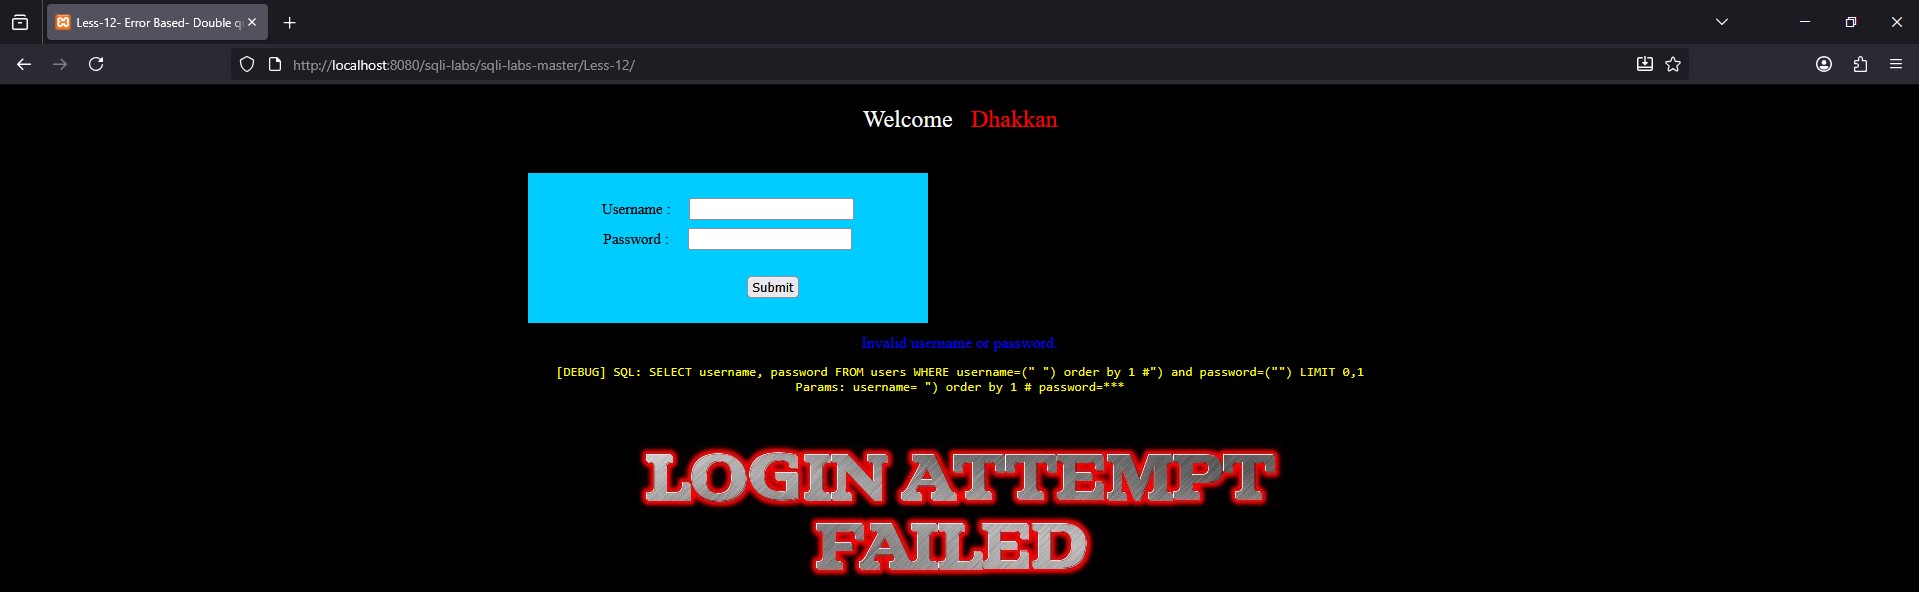 Less-12- Error Based- Double q
http://localhost:8080/sqli-labs/sqli-labs-master/Less-12/
Welcome Dhakkan
Username :
Password :
Submit
Invalid username or password.
[DEBUG] SQL: SELECT username, password FROM users WHERE username=(" ") order by 1 #") and password=("") LIMIT 0,1
Params: username= ") order by 1 # password=***
LOGIN ATTEMPT
FAILED